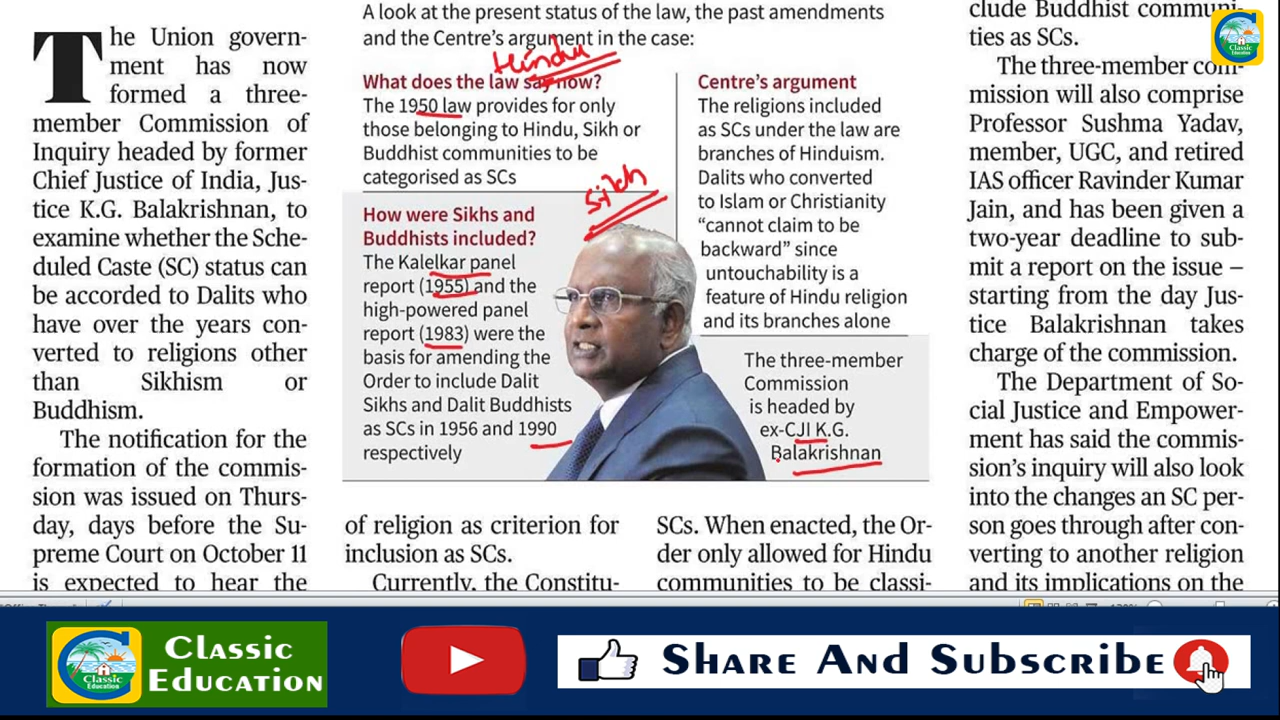 The Union govern-
ment has now
formed a three-
member Commission of
Inquiry headed by former
Chief Justice of India, Jus-
tice K.G. Balakrishnan, to
examine whether the Sche-
duled Caste (SC) status can
be accorded to Dalits who
have over the years con-
verted to religions other
than Sikhism or
Buddhism.
The notification for the
formation of the commis-
sion was issued on Thurs-
day, days before the Su-
preme Court on October 11
is expected to hear the
A look at the present status of the law, the past amendments
and the Centre's argument in the case:
Hindu
What does the law say now?
The 1950 law provides for only
those belonging to Hindu, Sikh or
Buddhist communities to be
categorised as SCs
Sikh
How were Sikhs and
Buddhists included?
The Kalelkar panel
report (1955) and the
high-powered panel
report (1983) were the
basis for amending the
Order to include Dalit
Sikhs and Dalit Buddhists
as SCs in 1956 and 1990
respectively
Centre's argument
The religions included
as SCs under the law are
branches of Hinduism.
Dalits who converted
to Islam or Christianity
“cannot claim to be
backward” since
untouchability is a
feature of Hindu religion
and its branches alone
The three-member
Commission
is headed by
ex-CJI K.G.
Balakrishnan
of religion as criterion for
inclusion as SCs.
Currently, the Constitu-
SCs. When enacted, the Or-
der only allowed for Hindu
communities to be classi-
clude Buddhist communi-
ties as SCs.
The three-member com-
mission will also comprise
Professor Sushma Yadav,
member, UGC, and retired
IAS officer Ravinder Kumar
Jain, and has been given a
two-year deadline to sub-
mit a report on the issue –
starting from the day Jus-
tice Balakrishnan takes
charge of the commission.
The Department of So-
cial Justice and Empower-
ment has said the commis-
sion's inquiry will also look
into the changes an SC per-
son goes through after con-
verting to another religion
and its implications on the
Classic
Education
Classic
Education
Classic
Education
Share And Subscribe